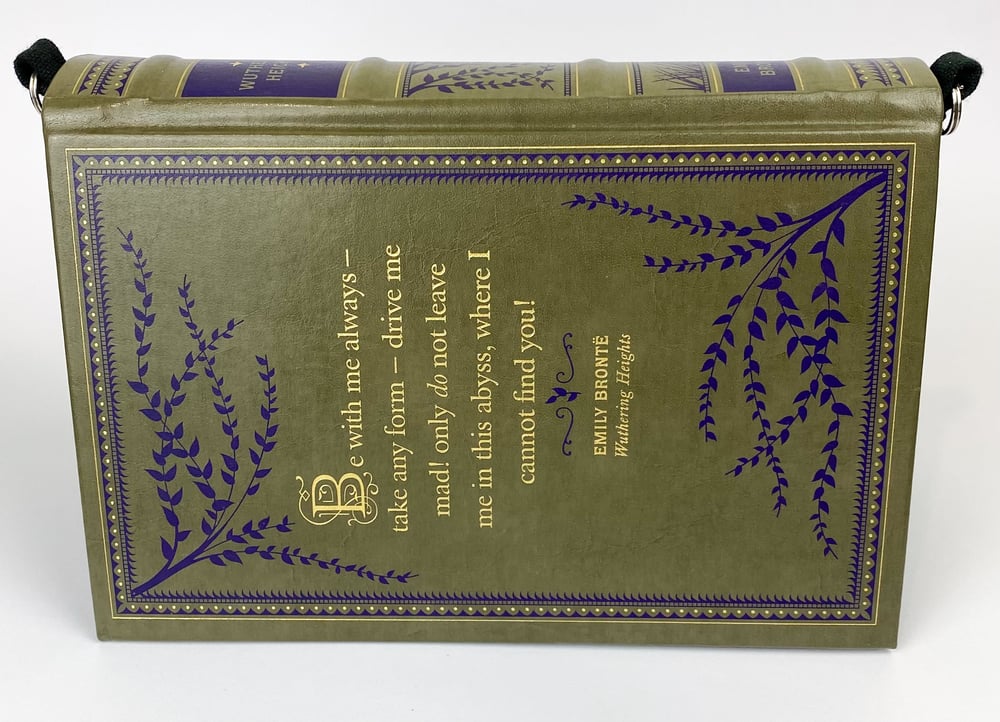 Be with me always –
take any form – drive me
mad! only do not leave
me in this abyss, where I
cannot find you!
EMILY BRONTË
Wuthering Heights